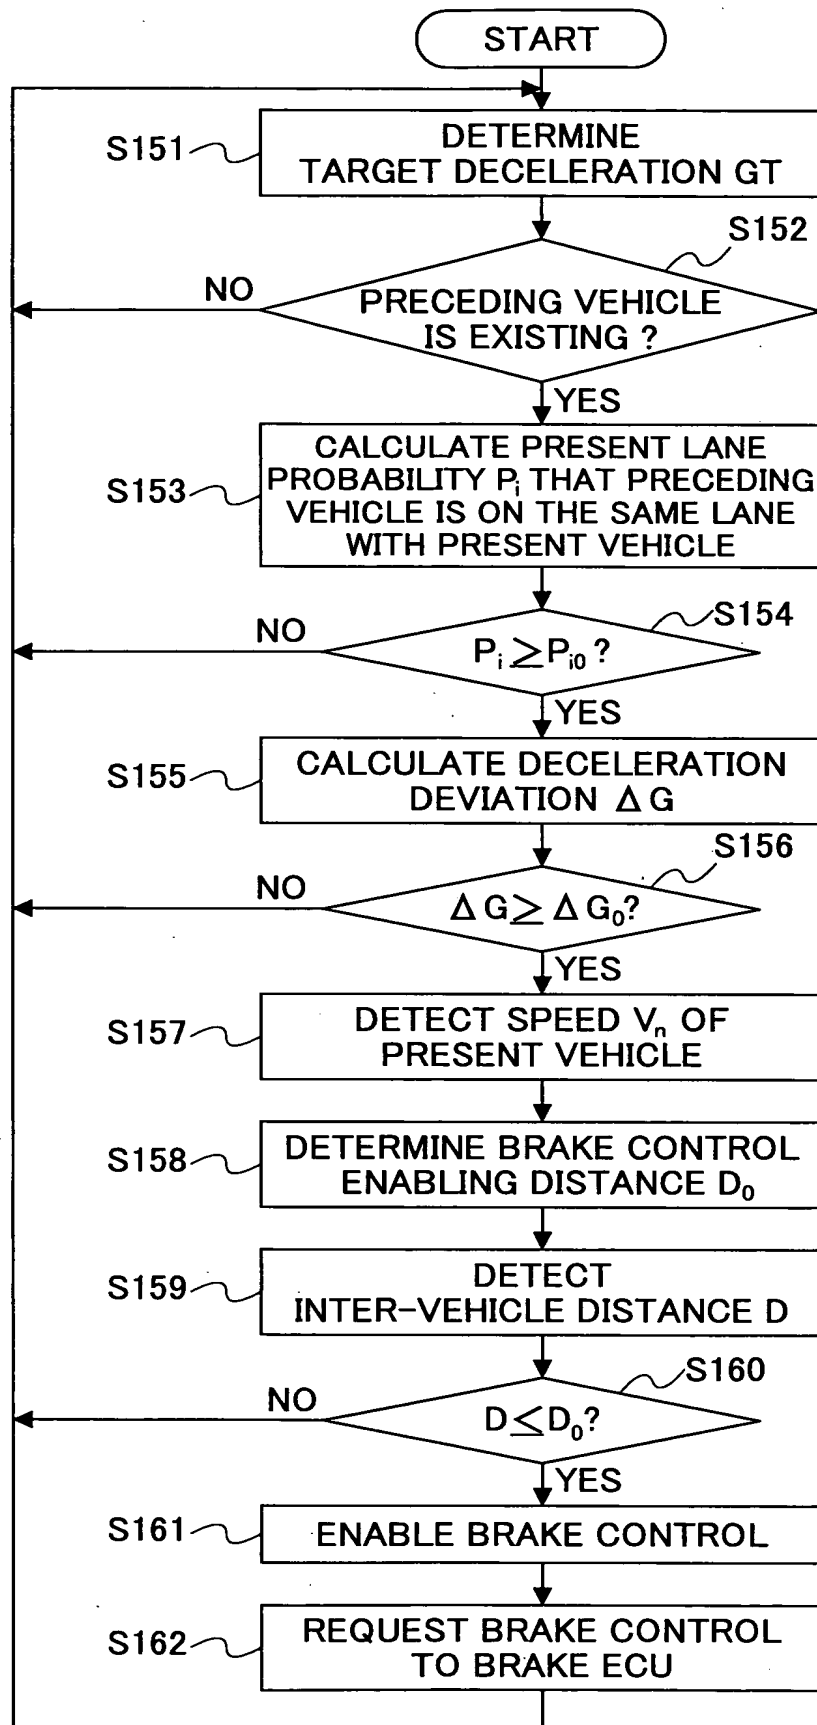 START
S151
DETERMINE
TARGET DECELERATION GT
S152
NO
PRECEDING VEHICLE
IS EXISTING ?
YES
S153
CALCULATE PRESENT LANE
PROBABILITY Pi THAT PRECEDING
VEHICLE IS ON THE SAME LANE
WITH PRESENT VEHICLE
S154
NO
Pi ≥ Pi0 ?
YES
S155
CALCULATE DECELERATION
DEVIATION Δ G
S156
NO
Δ G ≥ Δ G0?
YES
S157
DETECT SPEED Vn OF
PRESENT VEHICLE
S158
DETERMINE BRAKE CONTROL
ENABLING DISTANCE D0
S159
DETECT
INTER-VEHICLE DISTANCE D
S160
NO
D ≤ D0?
YES
S161
ENABLE BRAKE CONTROL
S162
REQUEST BRAKE CONTROL
TO BRAKE ECU